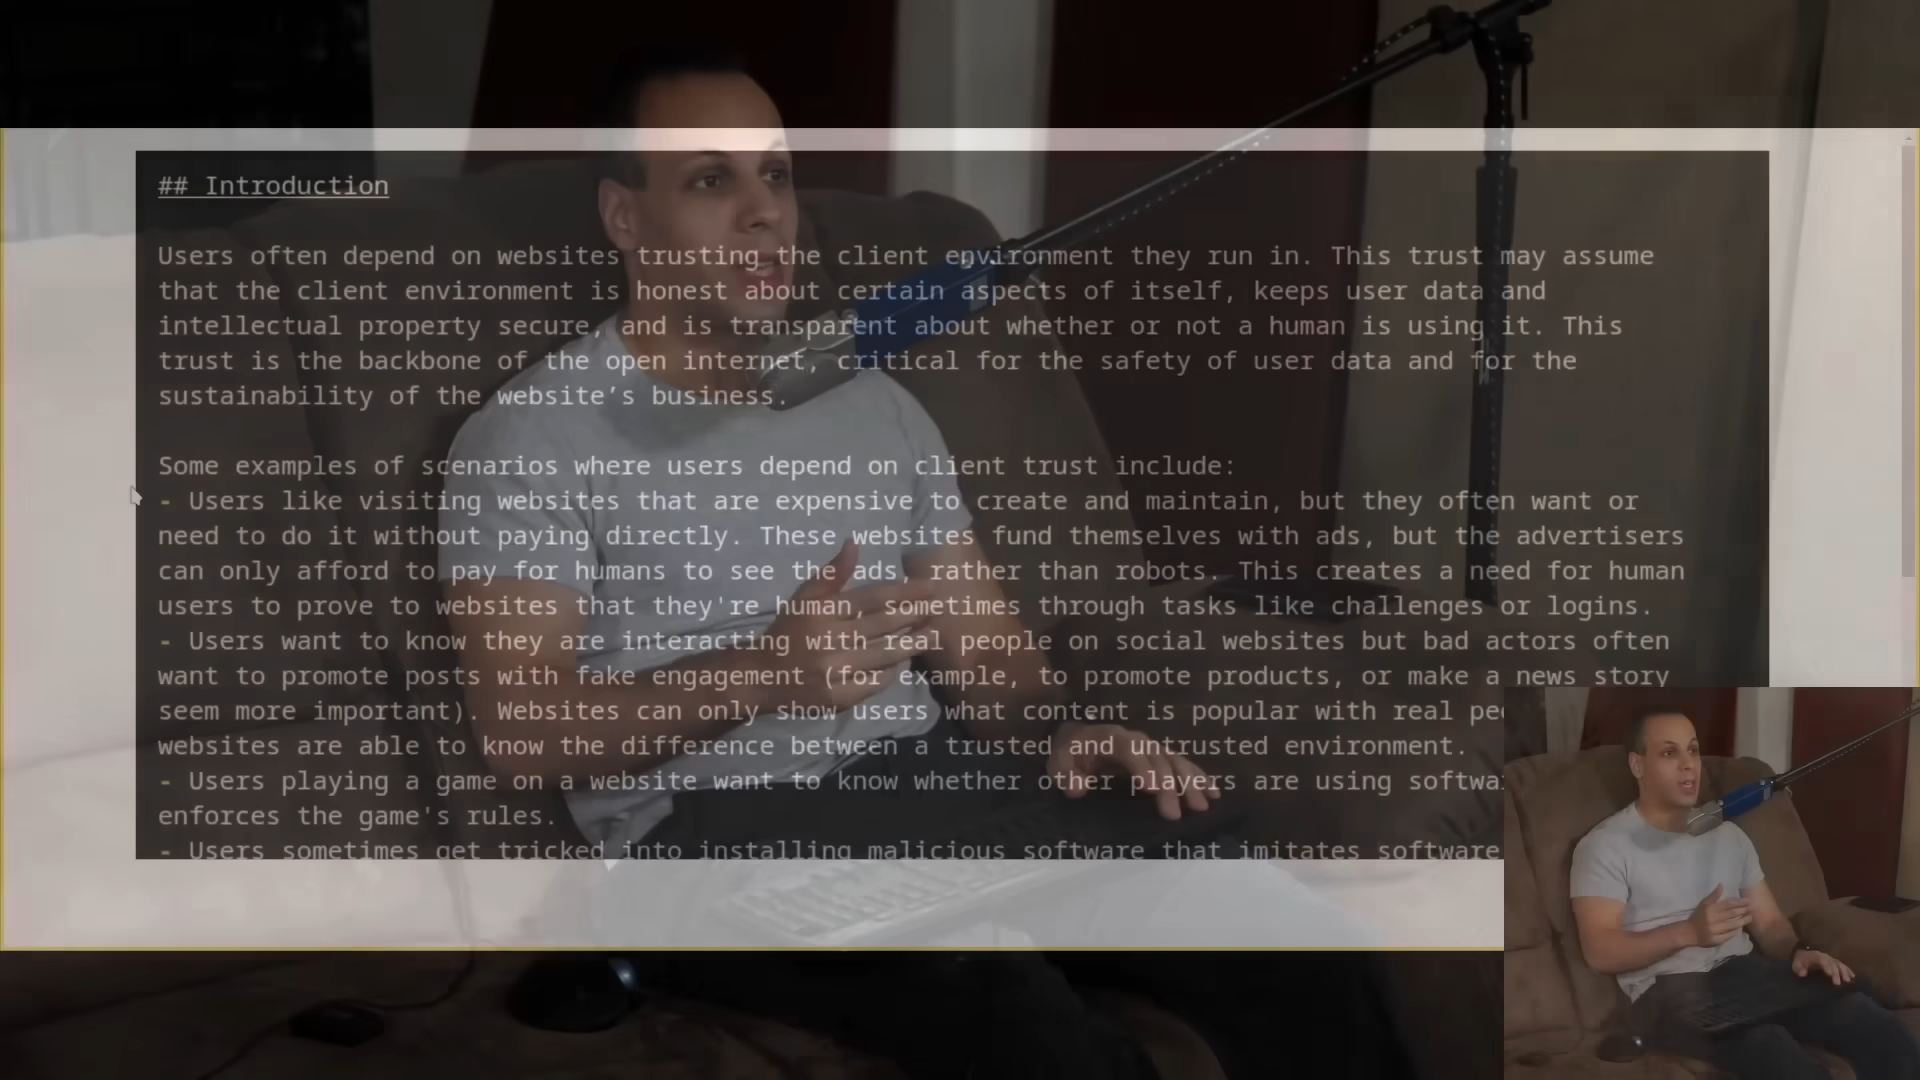 ## Introduction
Users often depend on websites trusting the client environment they run in. This trust may assume
that the client environment is honest about certain aspects of itself, keeps user data and
intellectual property secure, and is transparent about whether or not a human is using it. This
trust is the backbone of the open internet, critical for the safety of user data and for the
sustainability of the website’s business.
Some examples of scenarios where users depend on client trust include:
- Users like visiting websites that are expensive to create and maintain, but they often want or
need to do it without paying directly. These websites fund themselves with ads, but the advertisers
can only afford to pay for humans to see the ads, rather than robots. This creates a need for human
users to prove to websites that they're human, sometimes through tasks like challenges or logins.
- Users want to know they are interacting with real people on social websites but bad actors often
want to promote posts with fake engagement (for example, to promote products, or make a news story
seem more important). Websites can only show users what content is popular with real
websites are able to know the difference between a trusted and untrusted environment.
- Users playing a game on a website want to know whether other players are using
enforces the game's rules.
- Users sometimes get tricked into installing malicious software that imitates software